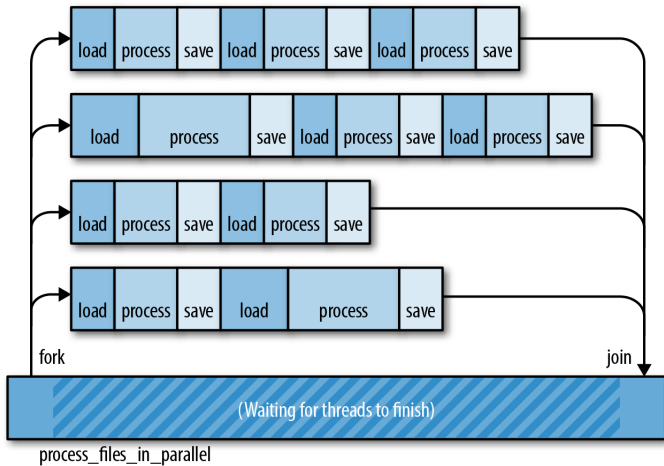 load process save load process save load process save
load process save load process save load process save
load process save load process save
load process save load process save
fork join
(Waiting for threads to finish)
process_files_in_parallel